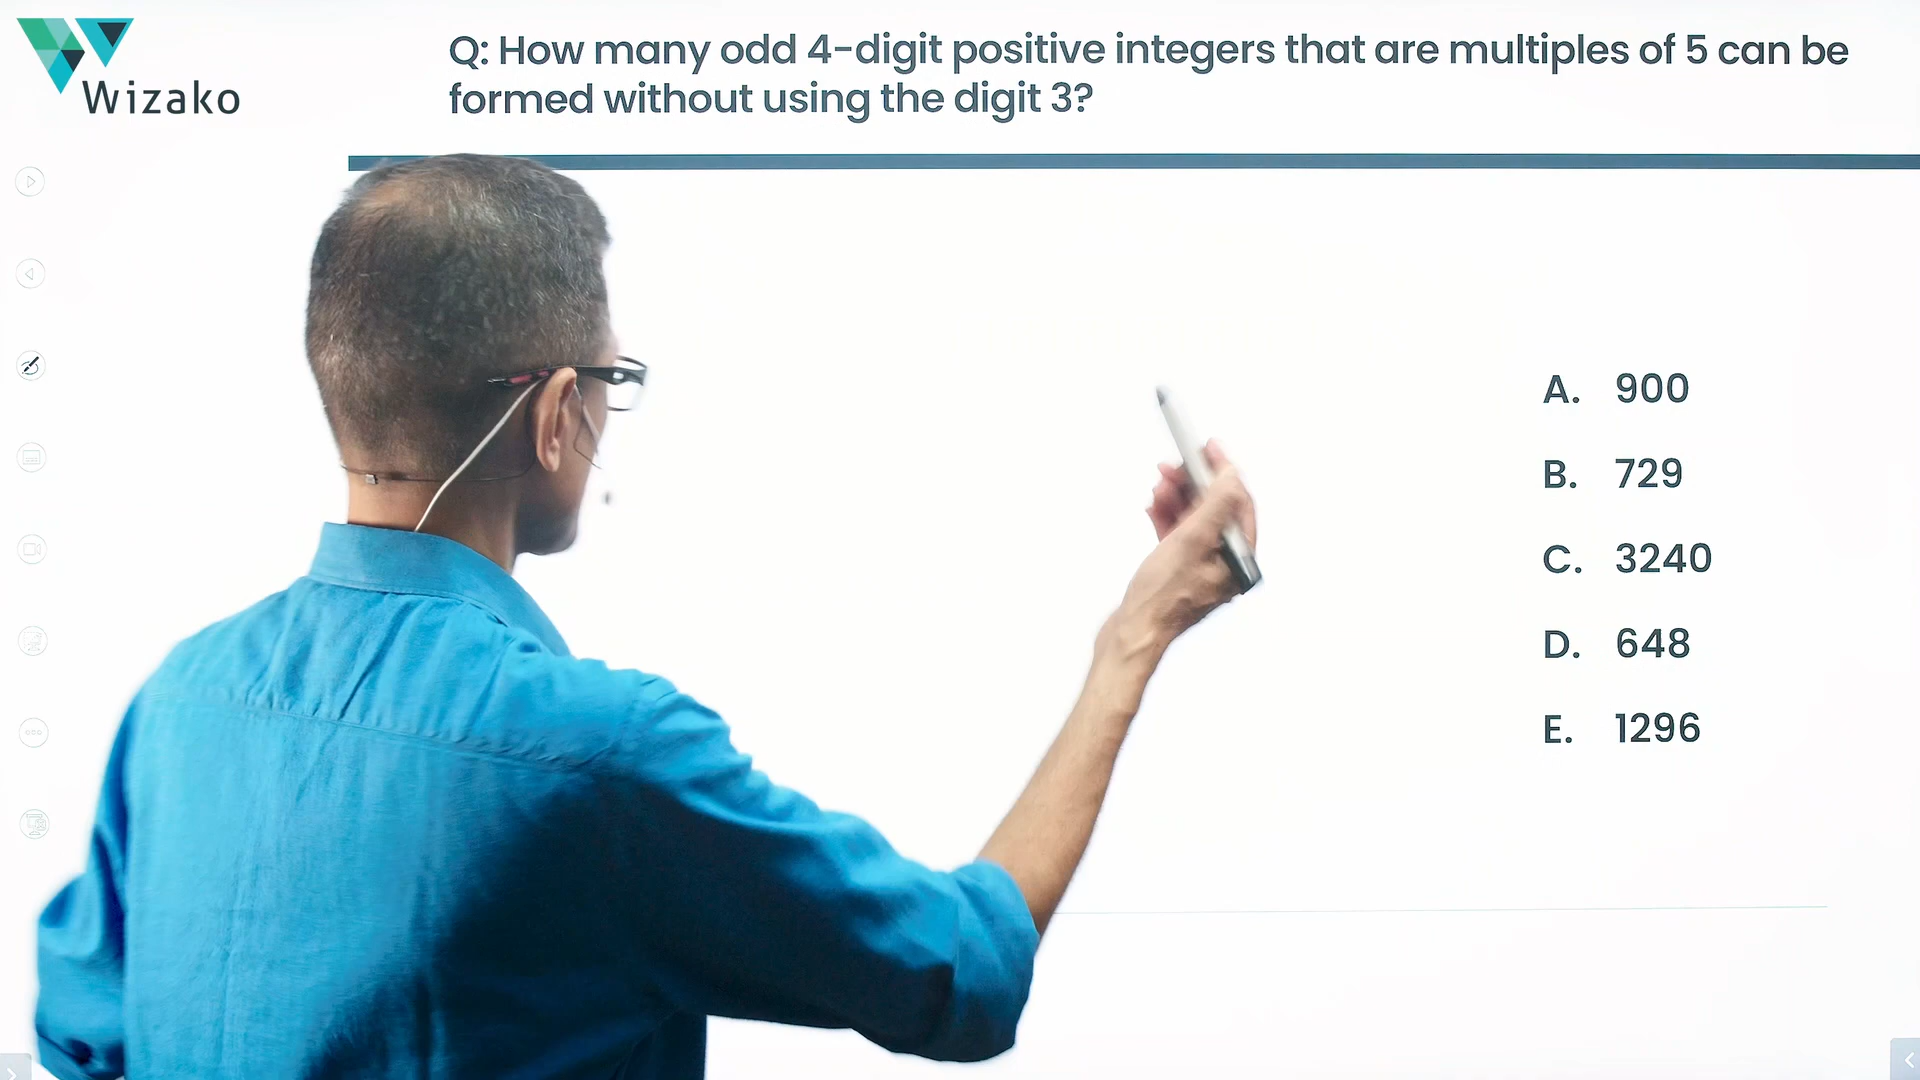 Wizako
Q: How many odd 4-digit positive integers that are multiples of 5 can be
formed without using the digit 3?
A. 900
B. 729
C. 3240
D. 648
E. 1296